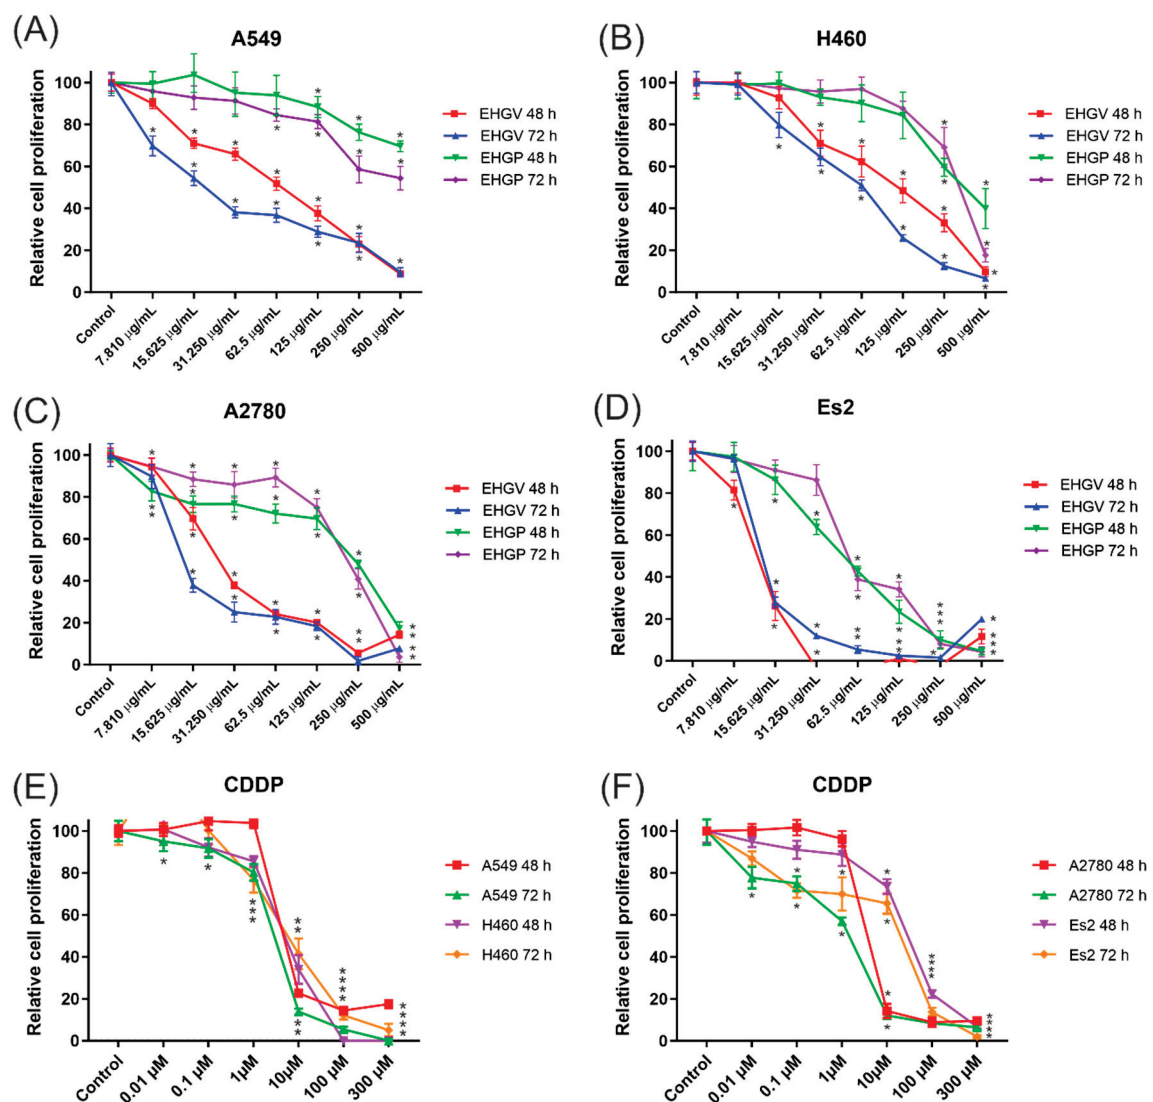 (A)
A549
Relative cell proliferation
100
80
60
40
20
0
Control
7.810 µg/mL
15.625 µg/mL
31.250 µg/mL
62.5 µg/mL
125 µg/mL
250 µg/mL
500 µg/mL
EHGV 48 h
EHGV 72 h
EHGP 48 h
EHGP 72 h
(B)
H460
Relative cell proliferation
100
80
60
40
20
0
Control
7.810 µg/mL
15.625 µg/mL
31.250 µg/mL
62.5 µg/mL
125 µg/mL
250 µg/mL
500 µg/mL
EHGV 48 h
EHGV 72 h
EHGP 48 h
EHGP 72 h
(C)
A2780
Relative cell proliferation
100
80
60
40
20
0
Control
7.810 µg/mL
15.625 µg/mL
31.250 µg/mL
62.5 µg/mL
125 µg/mL
250 µg/mL
500 µg/mL
EHGV 48 h
EHGV 72 h
EHGP 48 h
EHGP 72 h
(D)
Es2
Relative cell proliferation
100
80
60
40
20
0
Control
7.810 µg/mL
15.625 µg/mL
31.250 µg/mL
62.5 µg/mL
125 µg/mL
250 µg/mL
500 µg/mL
EHGV 48 h
EHGV 72 h
EHGP 48 h
EHGP 72 h
(E)
CDDP
Relative cell proliferation
100
80
60
40
20
0
Control
0.01 µM
0.1 µM
1µM
10µM
100 µM
300 µM
A549 48 h
A549 72 h
H460 48 h
H460 72 h
(F)
CDDP
Relative cell proliferation
100
80
60
40
20
0
Control
0.01 µM
0.1 µM
1µM
10µM
100 µM
300 µM
A2780 48 h
A2780 72 h
Es2 48 h
Es2 72 h